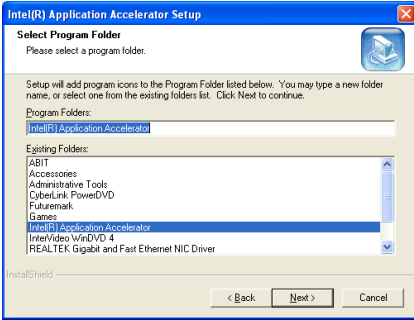 Intel(R) Application Accelerator Setup
Select Program Folder
Please select a program folder.
Setup will add program icons to the Program Folder listed below. You may type a new folder
name, or select one from the existing folders list. Click Next to continue.
Program Folders:
Intel(R) Application Accelerator
Existing Folders:
ABIT
Accessories
Administrative Tools
CyberLink PowerDVD
Futuremark
Games
Intel(R) Application Accelerator
InterVideo WinDVD 4
REALTEK Gigabit and Fast Ethernet NIC Driver
InstallShield
< Back
Next >
Cancel